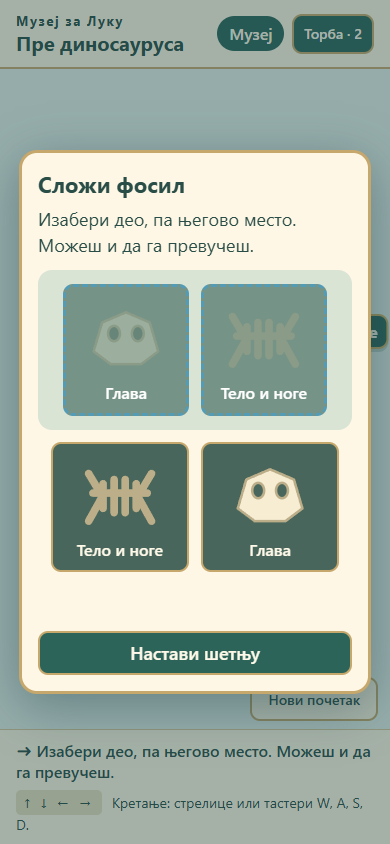 Музеј за Луку
Пре диносауруса
Музеј
Торба · 2
Сложи фосил
Изабери део, па његово место.
Можеш и да га превучеш.
Глава
Тело и ноге
Тело и ноге
Глава
Настави шетњу
Нови почетак
→ Изабери део, па његово место. Можеш и да
га превучеш.
↑ ↓ ← → Кретање: стрелице или тастери W, A, S,
D.